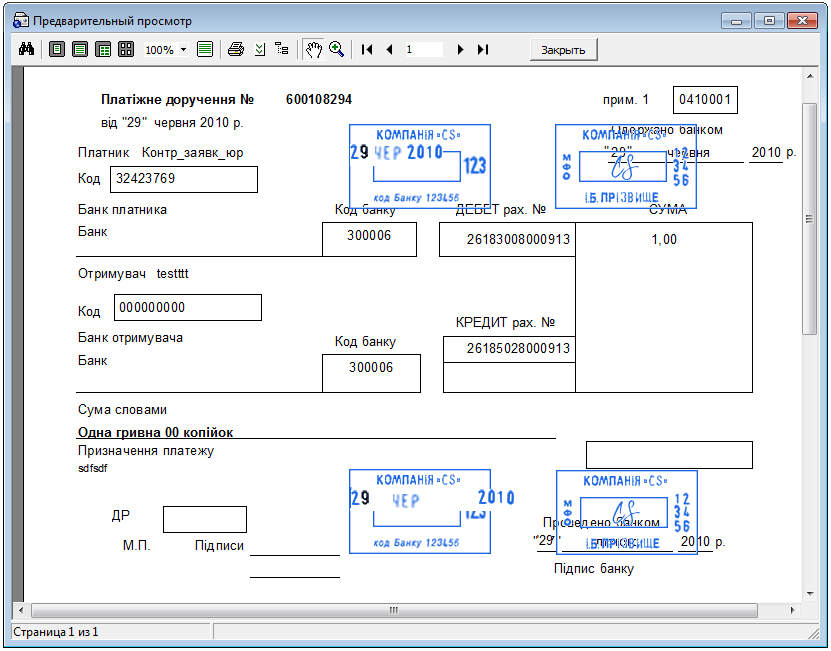 Предварительный просмотр
100% 1 Закрыть
Платіжне доручення № 600108294 прим. 1 0410001
від "29" червня 2010 р.
КОМПАНІЯ «CS»
29 ЧЕР 2010
123
код Банку 123456
КОМПАНІЯ «CS»
Одержано банком
"29" червня 2010 р.
МФО
12
34
56
І.Б.ПРІЗВИЩЕ
Платник Контр_заявк_юр
Код 32423769
Банк платника Код банку ДЕБЕТ рах. № СУМА
Банк 300006 26183008000913 1,00
Отримувач testttt
Код 000000000
КРЕДИТ рах. №
Банк отримувача Код банку 26185028000913
Банк 300006
Сума словами
Одна гривна 00 копійок
Призначення платежу
sdfsdf
КОМПАНІЯ «CS»
29 ЧЕР 2010
123
код Банку 123456
КОМПАНІЯ «CS»
МФО
12
34
56
Проведено банком
"29" 2010 р.
І.Б.ПРІЗВИЩЕ
ДР
М.П. Підписи
Підпис банку
Страница 1 из 1